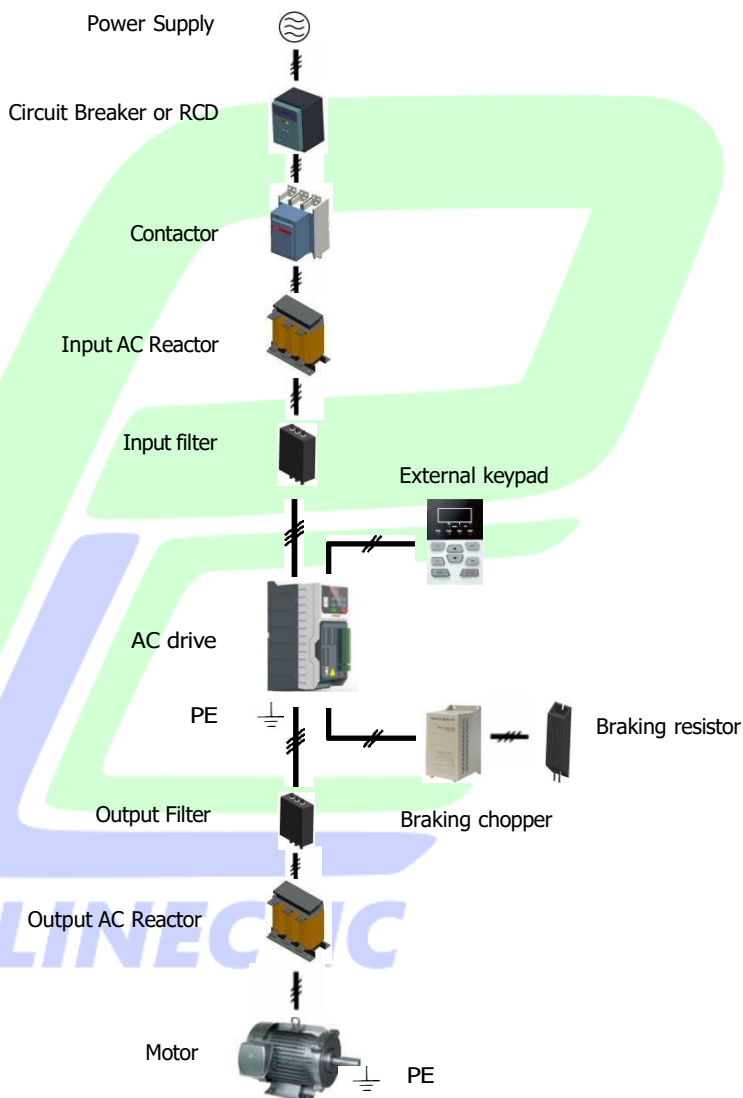 Power Supply
Circuit Breaker or RCD
Contactor
Input AC Reactor
Input filter
External keypad
AC drive
PE
Braking resistor
Output Filter
Braking chopper
Output AC Reactor
LINEC IC
Motor
PE